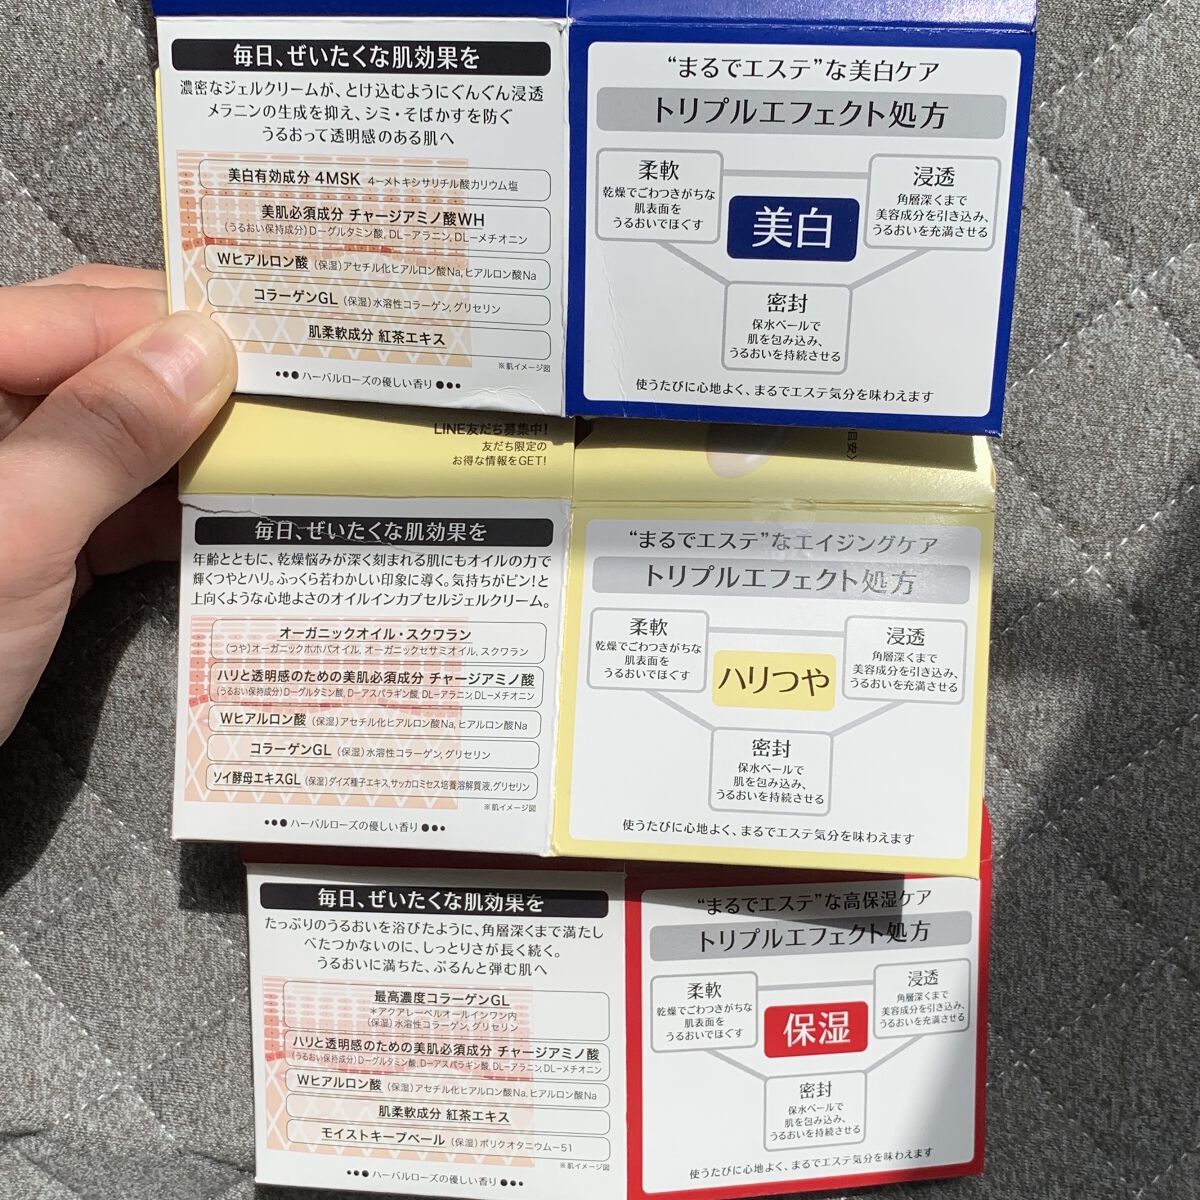 毎日、ぜいたくな肌効果を
濃密なジェルクリームが、とけ込むようにぐんぐん浸透
メラニンの生成を抑え、シミ・そばかすを防ぐ
うるおって透明感のある肌へ
美白有効成分 4MSK 4ーメトキシサリチル酸カリウム塩
美肌必須成分 チャージアミノ酸WH
(うるおい保持成分)Dーグルタミン酸, DLーアラニン, DLーメチオニン
Wヒアルロン酸 (保湿)アセチル化ヒアルロン酸Na, ヒアルロン酸Na
コラーゲンGL (保湿)水溶性コラーゲン, グリセリン
肌柔軟成分 紅茶エキス
※肌イメージ図
●●●ハーバルローズの優しい香り●●●
“まるでエステ”な美白ケア
トリプルエフェクト処方
柔軟
乾燥でごわつきがちな
肌表面を
うるおいでほぐす
美白
浸透
角層深くまで
美容成分を引き込み、
うるおいを充満させる
密封
保水ベールで
肌を包み込み、
うるおいを持続させる
使うたびに心地よく、まるでエステ気分を味わえます
LINE友だち募集中!
友だち限定の
お得な情報をGET!
毎日、ぜいたくな肌効果を
年齢とともに、乾燥悩みが深く刻まれる肌にもオイルの力で
輝くつやとハリ。ふっくら若わかしい印象に導く。気持ちがピン!と
上向くような心地よさのオイルインカプセルジェルクリーム。
オーガニックオイル・スクワラン
(つや)オーガニックホホバオイル, オーガニックセサミオイル, スクワラン
ハリと透明感のための美肌必須成分 チャージアミノ酸
(うるおい保持成分)Dーグルタミン酸, Dーアスパラギン酸, DLーアラニン, DLーメチオニン
Wヒアルロン酸 (保湿)アセチル化ヒアルロン酸Na, ヒアルロン酸Na
コラーゲンGL (保湿)水溶性コラーゲン, グリセリン
ソイ酵母エキスGL (保湿)ダイズ種子エキス, サッカロミセス培養溶解質液, グリセリン
※肌イメージ図
●●●ハーバルローズの優しい香り●●●
“まるでエステ”なエイジングケア
トリプルエフェクト処方
柔軟
乾燥でごわつきがちな
肌表面を
うるおいでほぐす
ハリつや
浸透
角層深くまで
美容成分を引き込み、
うるおいを充満させる
密封
保水ベールで
肌を包み込み、
うるおいを持続させる
使うたびに心地よく、まるでエステ気分を味わえます
毎日、ぜいたくな肌効果を
たっぷりのうるおいを浴びたように、角層深くまで満たし
べたつかないのに、しっとりさが長く続く。
うるおいに満ちた、ぷるんと弾む肌へ
最高濃度コラーゲンGL
＊アクアレーベルオールインワン内
(保湿)水溶性コラーゲン, グリセリン
ハリと透明感のための美肌必須成分 チャージアミノ酸
(うるおい保持成分)Dーグルタミン酸, Dーアスパラギン酸, DLーアラニン, DLーメチオニン
Wヒアルロン酸 (保湿)アセチル化ヒアルロン酸Na, ヒアルロン酸Na
肌柔軟成分 紅茶エキス
モイストキープベール (保湿)ポリクオタニウムー51
※肌イメージ図
●●●ハーバルローズの優しい香り●●●
“まるでエステ”な高保湿ケア
トリプルエフェクト処方
柔軟
乾燥でごわつきがちな
肌表面を
うるおいでほぐす
保湿
浸透
角層深くまで
美容成分を引き込み、
うるおいを充満させる
密封
保水ベールで
肌を包み込み、
うるおいを持続させる
使うたびに心地よく、まるでエステ気分を味わえます